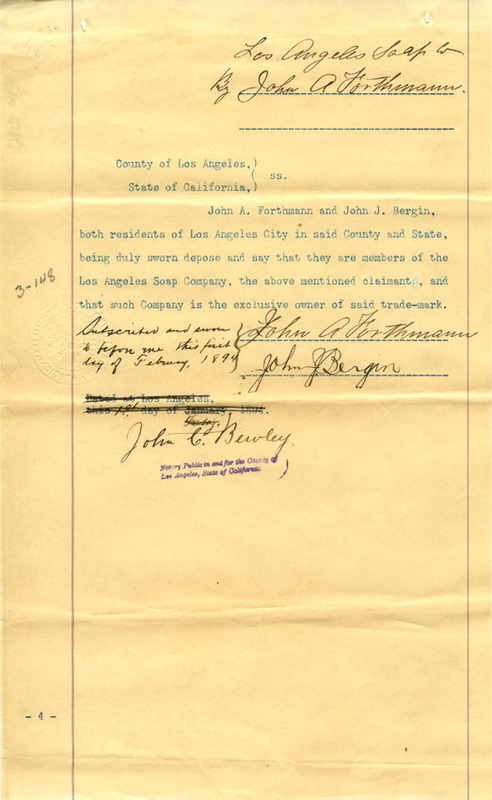 Los Angeles Soap Co
By John A Forthmann.
County of Los Angeles,)
( ss.
State of California,)
John A. Forthmann and John J. Bergin,
both residents of Los Angeles City in said County and State,
being duly sworn depose and say that they are members of the
Los Angeles Soap Company, the above mentioned claimant, and
that such Company is the exclusive owner of said trade-mark.
3-148
Subscribed and sworn
to before me this first
day of February, 1894
John A Forthmann
John J Bergin
Dated at Los Angeles,
this 1st day of January, 1894.
Feby.
John C. Bewley.
Notary Public in and for the County of
Los Angeles, State of California
- 4 -